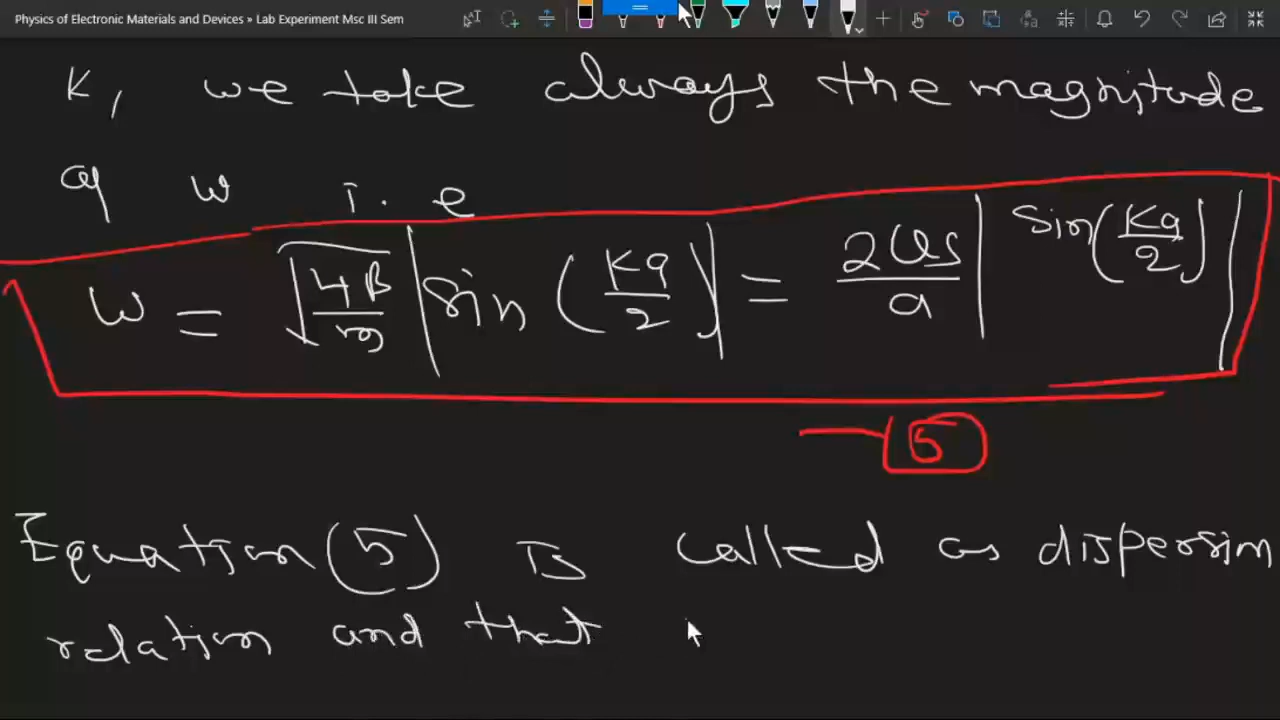 Physics of Electronic Materials and Devices » Lab Experiment Msc III Sem
K, we take always the magnitude
of w i.e
w = √(4β/m) |sin (Ka/2)| = 2Us/a |sin(Ka/2)|
5
Equation (5) is called as dispersion
relation and that